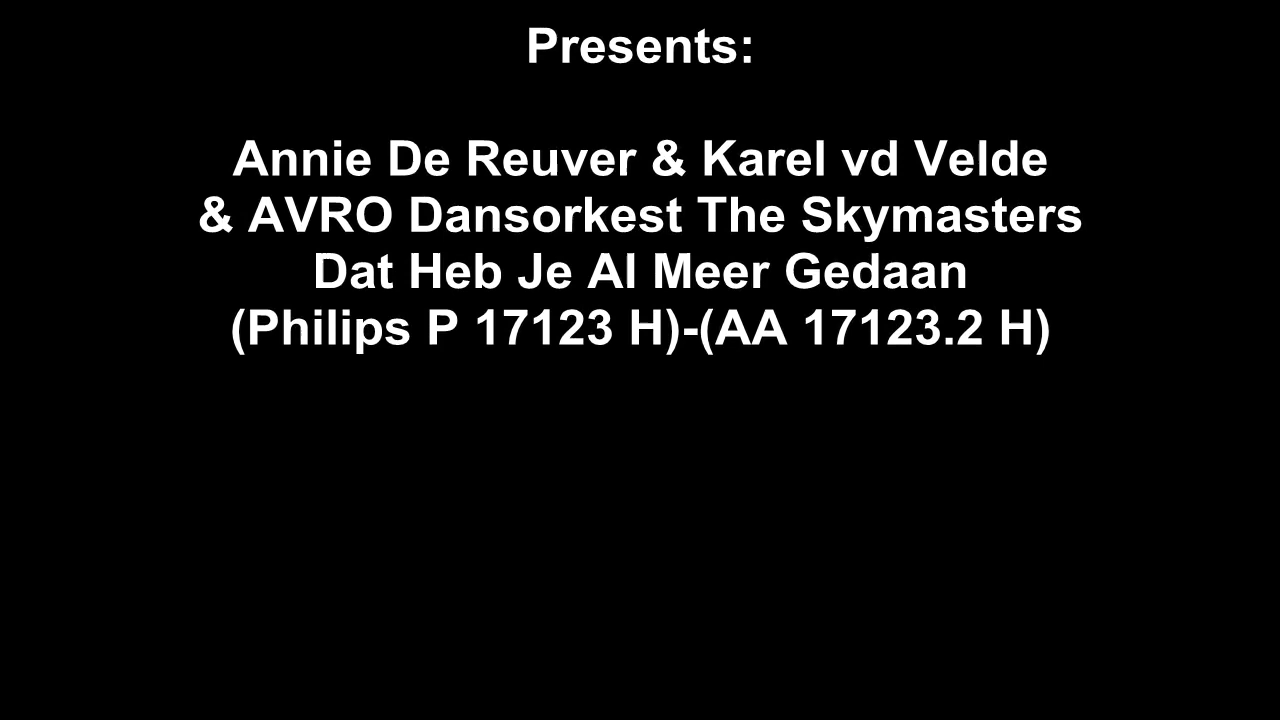 Presents:
Annie De Reuver & Karel vd Velde
& AVRO Dansorkest The Skymasters
Dat Heb Je Al Meer Gedaan
(Philips P 17123 H)-(AA 17123.2 H)